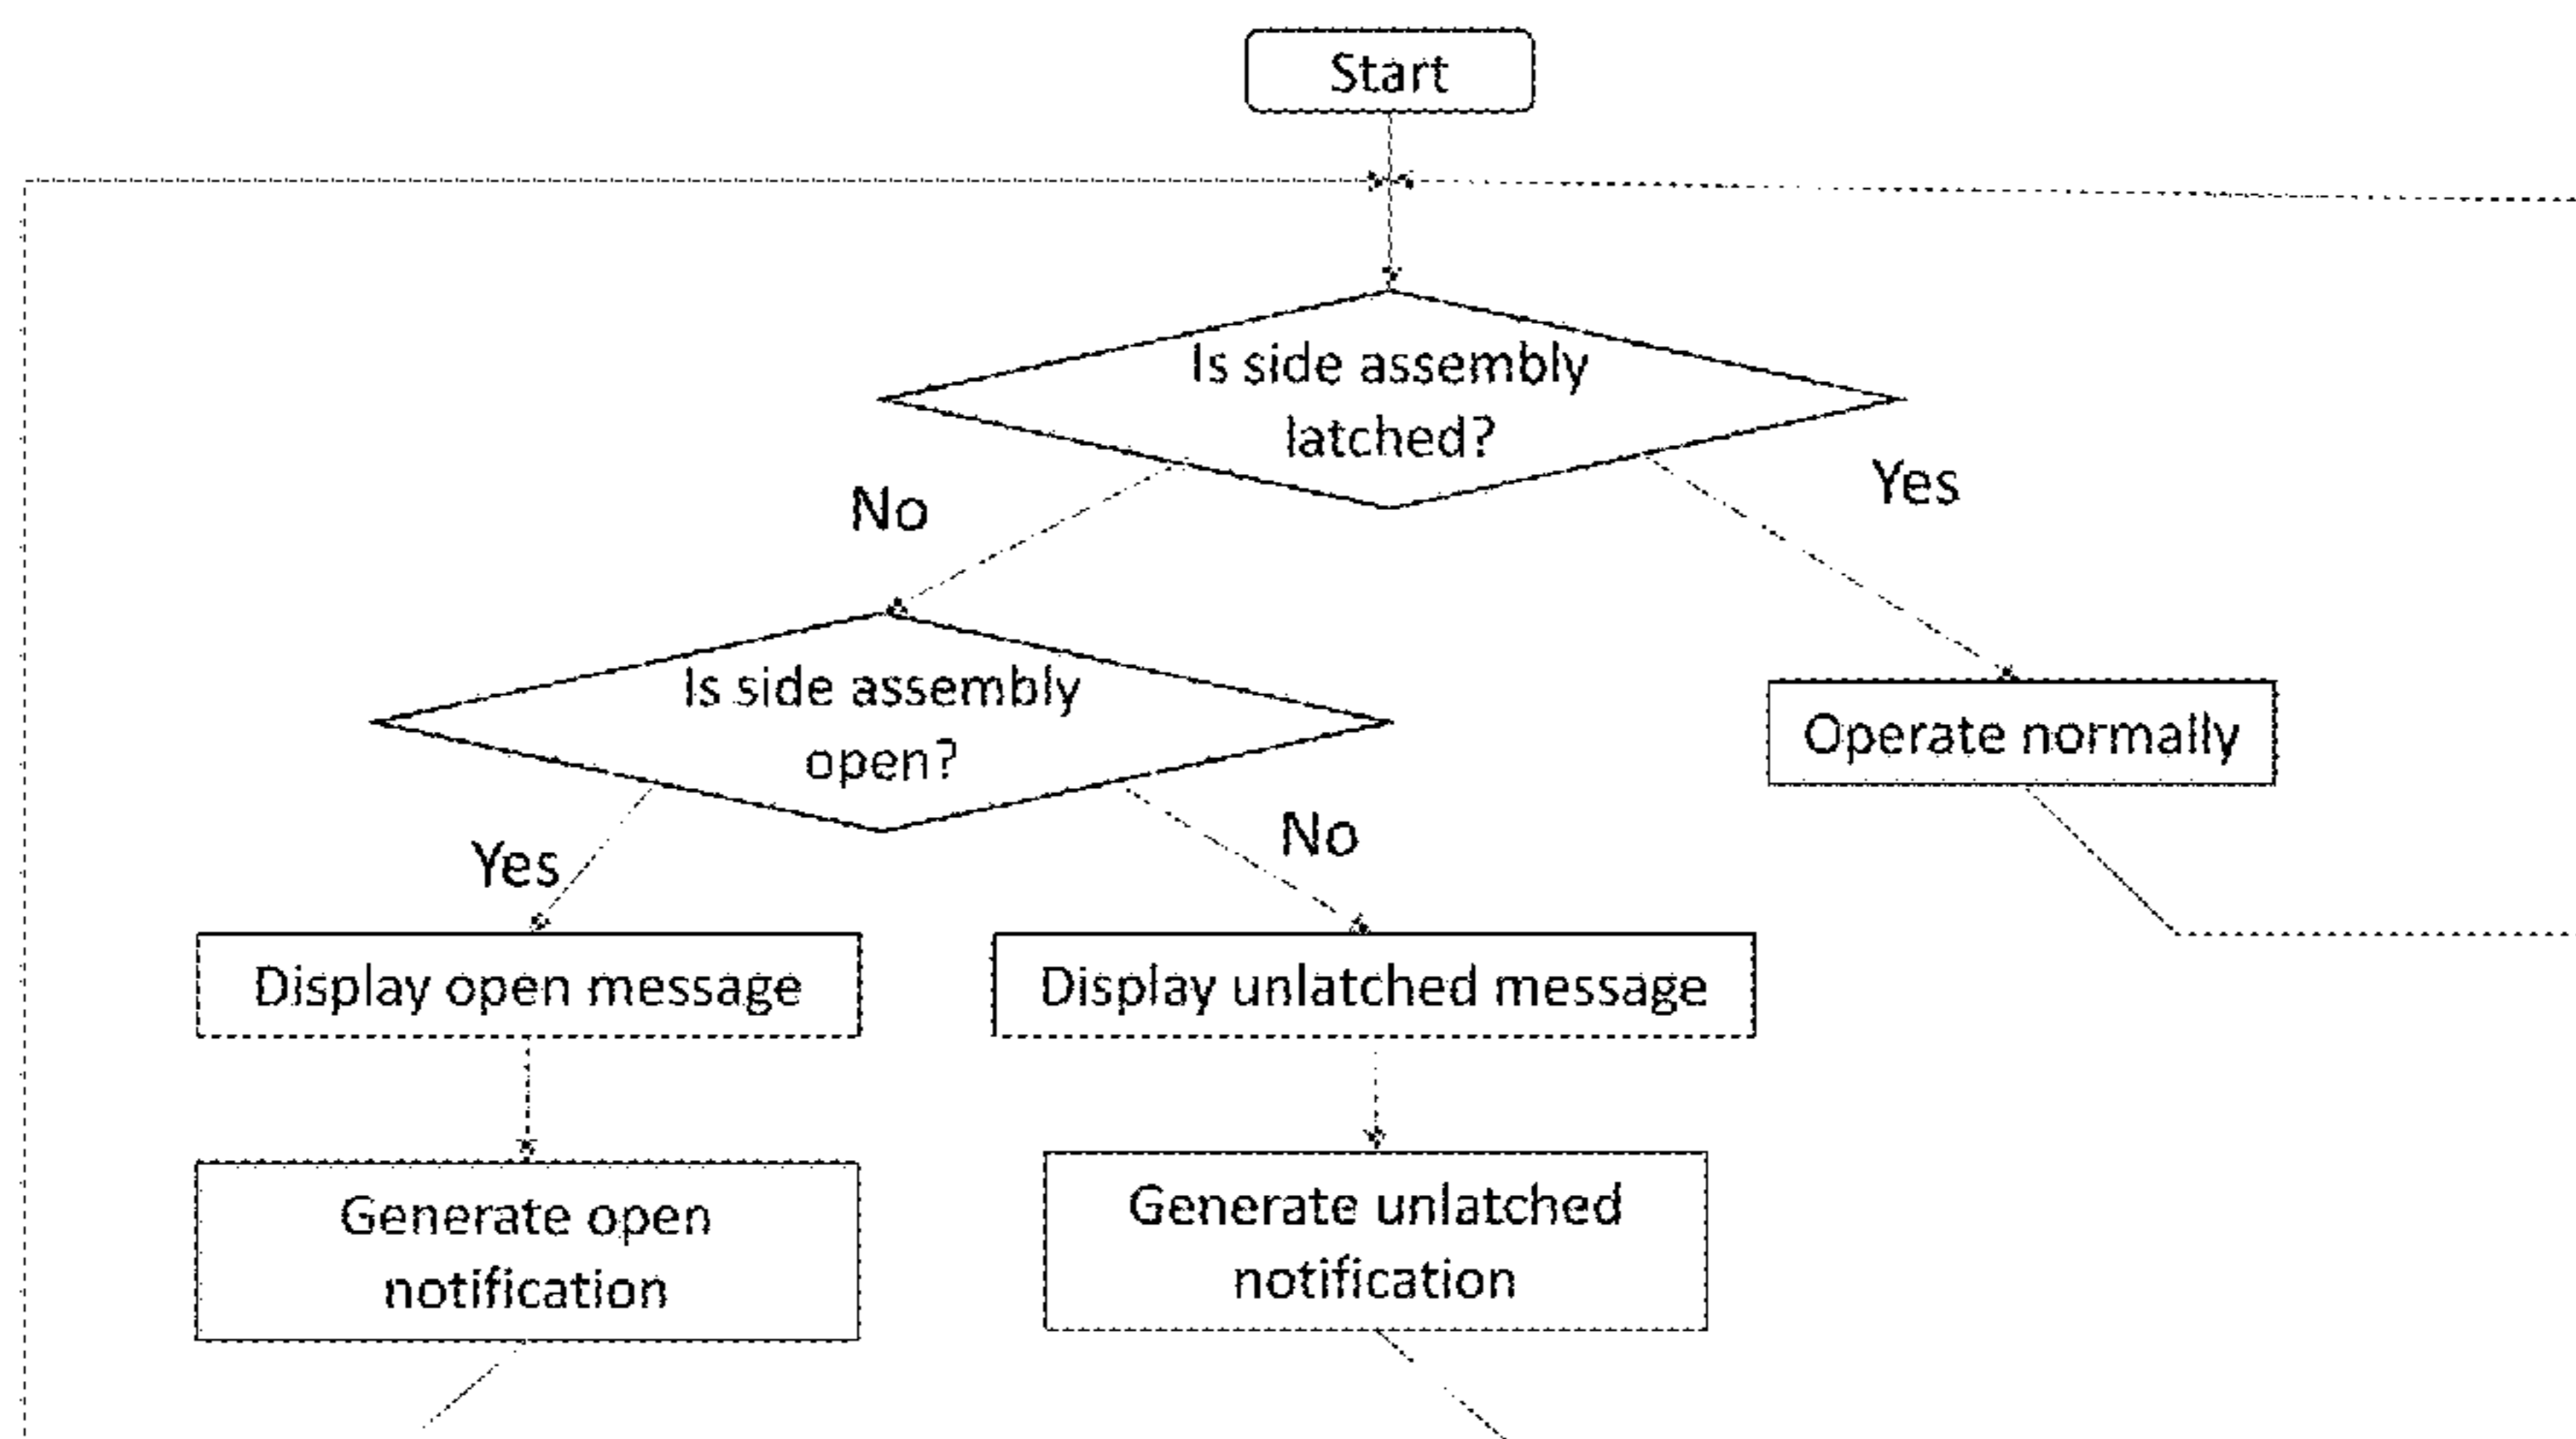 Start
Is side assembly
latched?
No
Yes
Is side assembly
open?
Operate normally
Yes
No
Display open message
Display unlatched message
Generate open
notification
Generate unlatched
notification